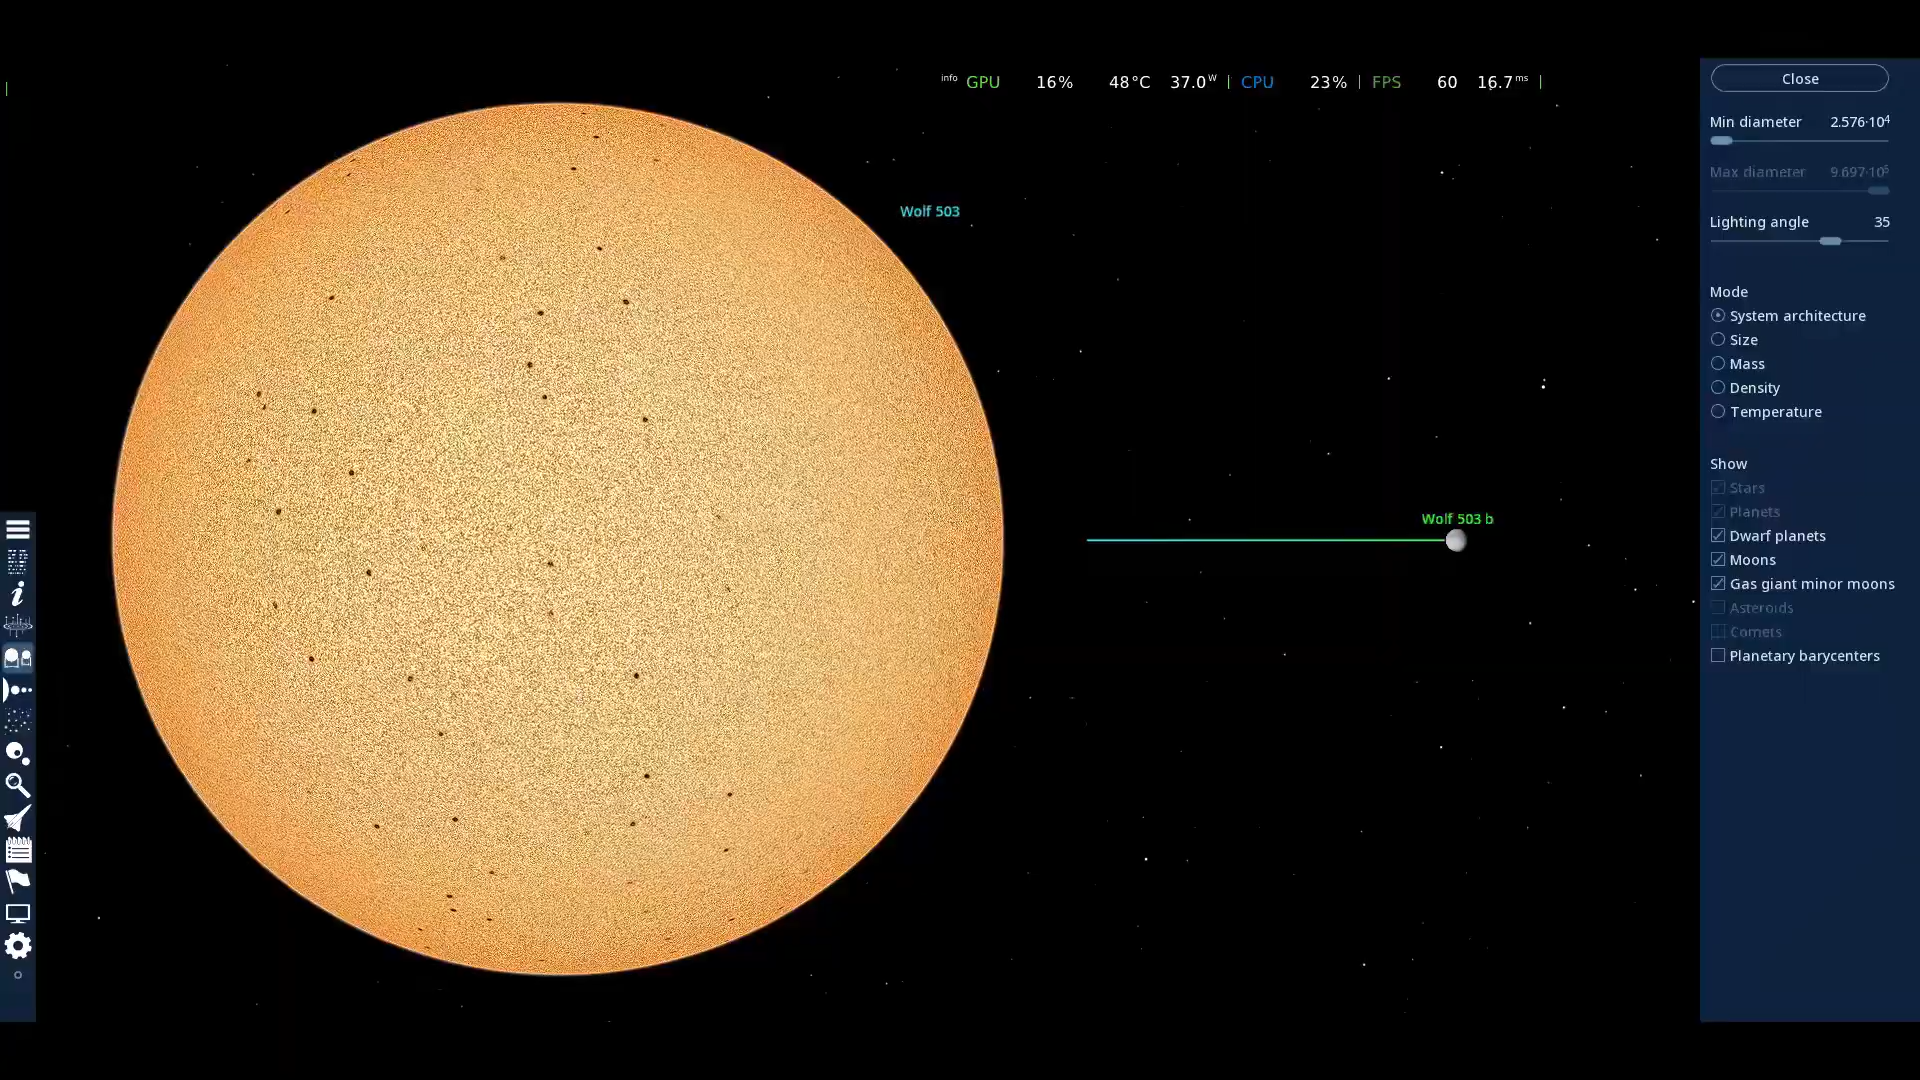 info GPU 16% 48°C 37.0W | CPU 23% | FPS 60 16.7ms |
Close
Min diameter 2.576·10⁴
Max diameter 9.697·10⁵
Lighting angle 35
Wolf 503
Mode
System architecture
Size
Mass
Density
Temperature
Show
Stars
Planets
Dwarf planets
Moons
Gas giant minor moons
Asteroids
Comets
Planetary barycenters
Wolf 503 b